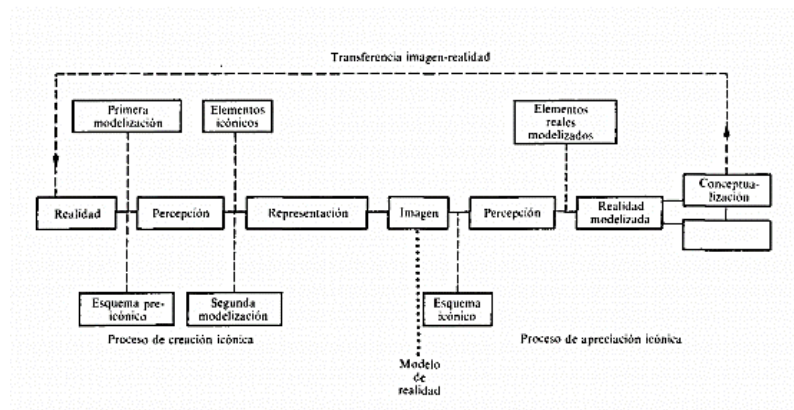 Transferencia imagen-realidad
Primera
modelización
Elementos
icónicos
Elementos
reales
modelizados
Realidad
Percepción
Representación
Imagen
Percepción
Realidad
modelizada
Conceptua-
lización
Esquema pre-
icónico
Segunda
modelización
Esquema
icónico
Proceso de creación icónica
Proceso de apreciación icónica
Modelo
de
realidad